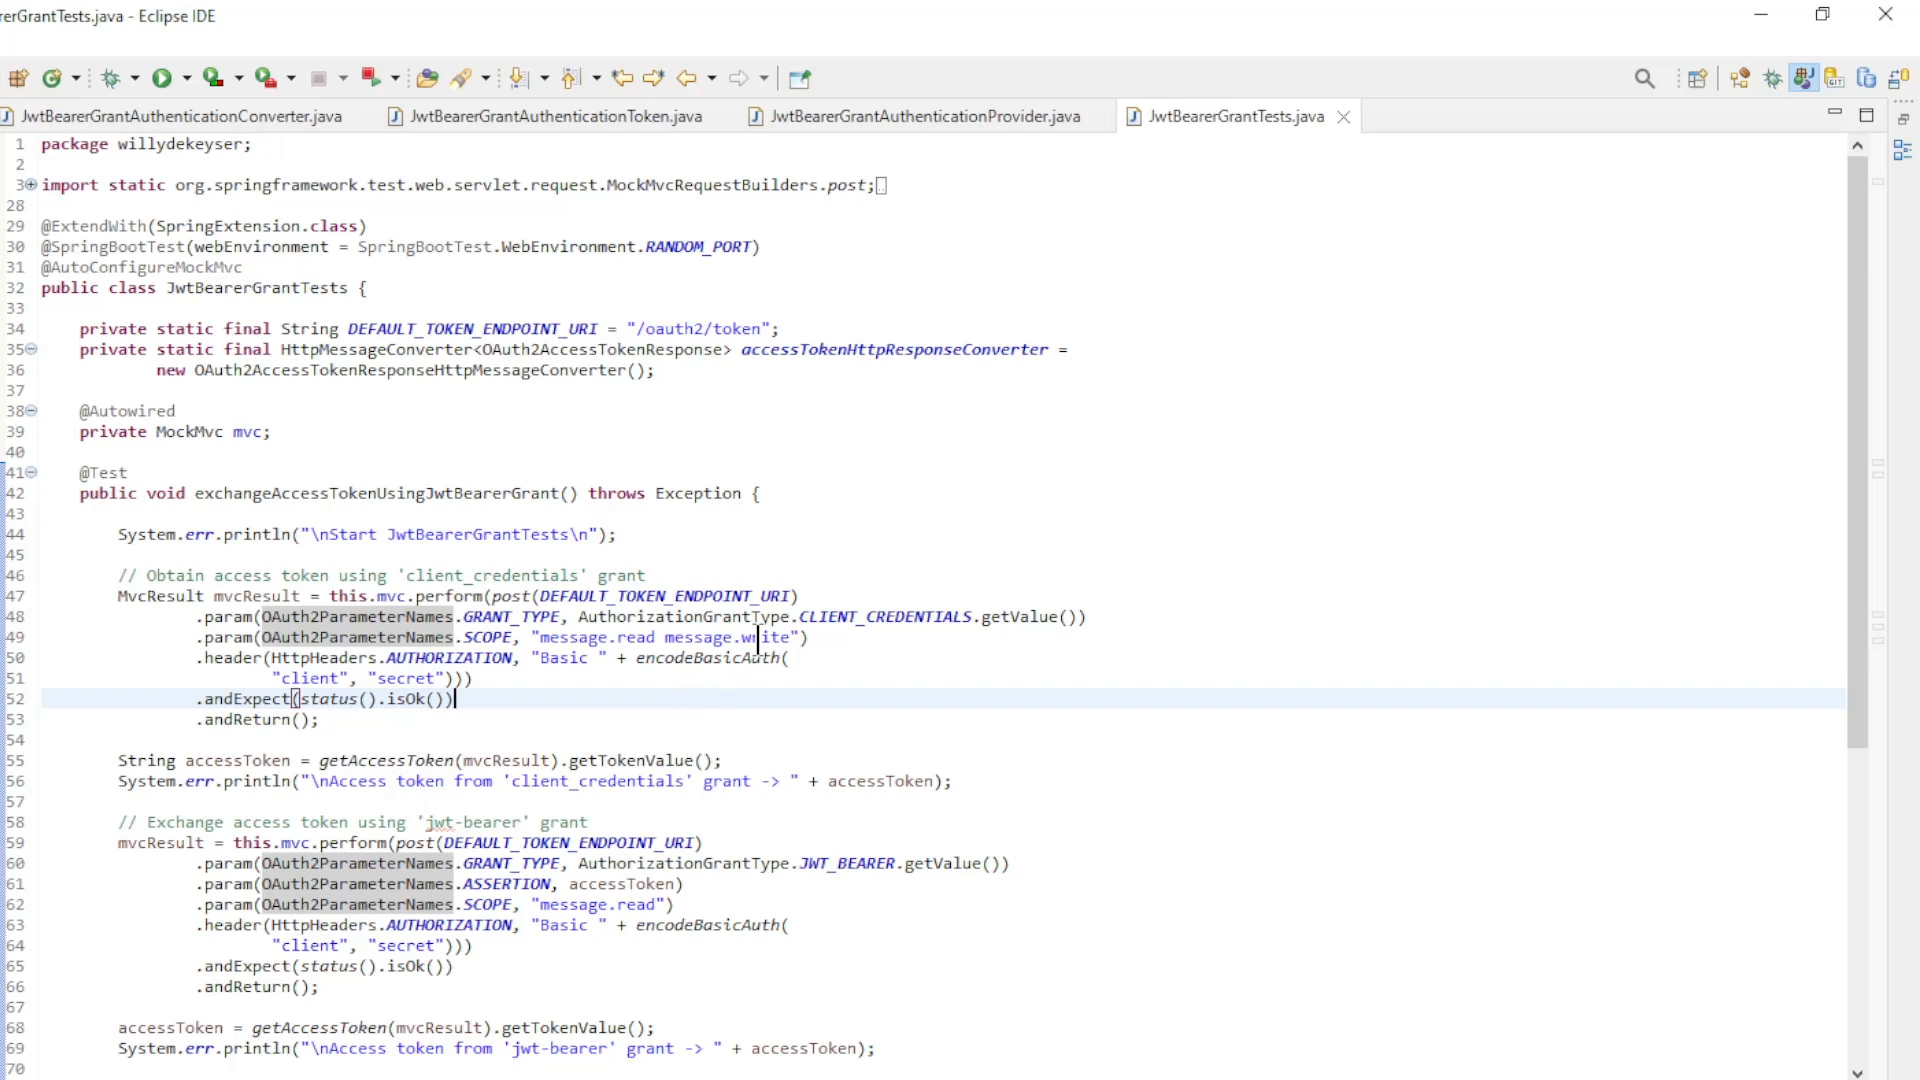 rerGrantTests.java - Eclipse IDE
JwtBearerGrantAuthenticationConverter.java
JwtBearerGrantAuthenticationToken.java
JwtBearerGrantAuthenticationProvider.java
JwtBearerGrantTests.java
1 package willydekeyser;
2
3 import static org.springframework.test.web.servlet.request.MockMvcRequestBuilders.post;
28
29 @ExtendWith(SpringExtension.class)
30 @SpringBootTest(webEnvironment = SpringBootTest.WebEnvironment.RANDOM_PORT)
31 @AutoConfigureMockMvc
32 public class JwtBearerGrantTests {
33
34 private static final String DEFAULT_TOKEN_ENDPOINT_URI = "/oauth2/token";
35 private static final HttpMessageConverter<OAuth2AccessTokenResponse> accessTokenHttpResponseConverter =
36 new OAuth2AccessTokenResponseHttpMessageConverter();
37
38 @Autowired
39 private MockMvc mvc;
40
41 @Test
42 public void exchangeAccessTokenUsingJwtBearerGrant() throws Exception {
43
44 System.err.println("\nStart JwtBearerGrantTests\n");
45
46 // Obtain access token using 'client_credentials' grant
47 MvcResult mvcResult = this.mvc.perform(post(DEFAULT_TOKEN_ENDPOINT_URI)
48 .param(OAuth2ParameterNames.GRANT_TYPE, AuthorizationGrantType.CLIENT_CREDENTIALS.getValue())
49 .param(OAuth2ParameterNames.SCOPE, "message.read message.write")
50 .header(HttpHeaders.AUTHORIZATION, "Basic " + encodeBasicAuth(
51 "client", "secret")))
52 .andExpect(status().isOk())
53 .andReturn();
54
55 String accessToken = getAccessToken(mvcResult).getTokenValue();
56 System.err.println("\nAccess token from 'client_credentials' grant -> " + accessToken);
57
58 // Exchange access token using 'jwt-bearer' grant
59 mvcResult = this.mvc.perform(post(DEFAULT_TOKEN_ENDPOINT_URI)
60 .param(OAuth2ParameterNames.GRANT_TYPE, AuthorizationGrantType.JWT_BEARER.getValue())
61 .param(OAuth2ParameterNames.ASSERTION, accessToken)
62 .param(OAuth2ParameterNames.SCOPE, "message.read")
63 .header(HttpHeaders.AUTHORIZATION, "Basic " + encodeBasicAuth(
64 "client", "secret")))
65 .andExpect(status().isOk())
66 .andReturn();
67
68 accessToken = getAccessToken(mvcResult).getTokenValue();
69 System.err.println("\nAccess token from 'jwt-bearer' grant -> " + accessToken);
70